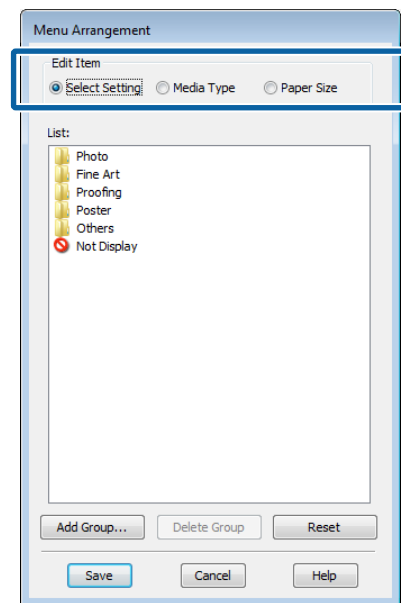 Menu Arrangement
Edit Item
Select Setting Media Type Paper Size
List:
Photo
Fine Art
Proofing
Poster
Others
Not Display
Add Group... Delete Group Reset
Save Cancel Help